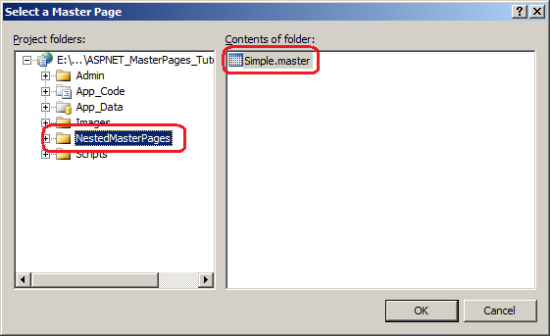 Select a Master Page
Project folders:
Contents of folder:
E:\...\ASPNET_MasterPages_Tuto
Admin
App_Code
App_Data
Images
NestedMasterPages
Scripts
Simple.master
OK
Cancel